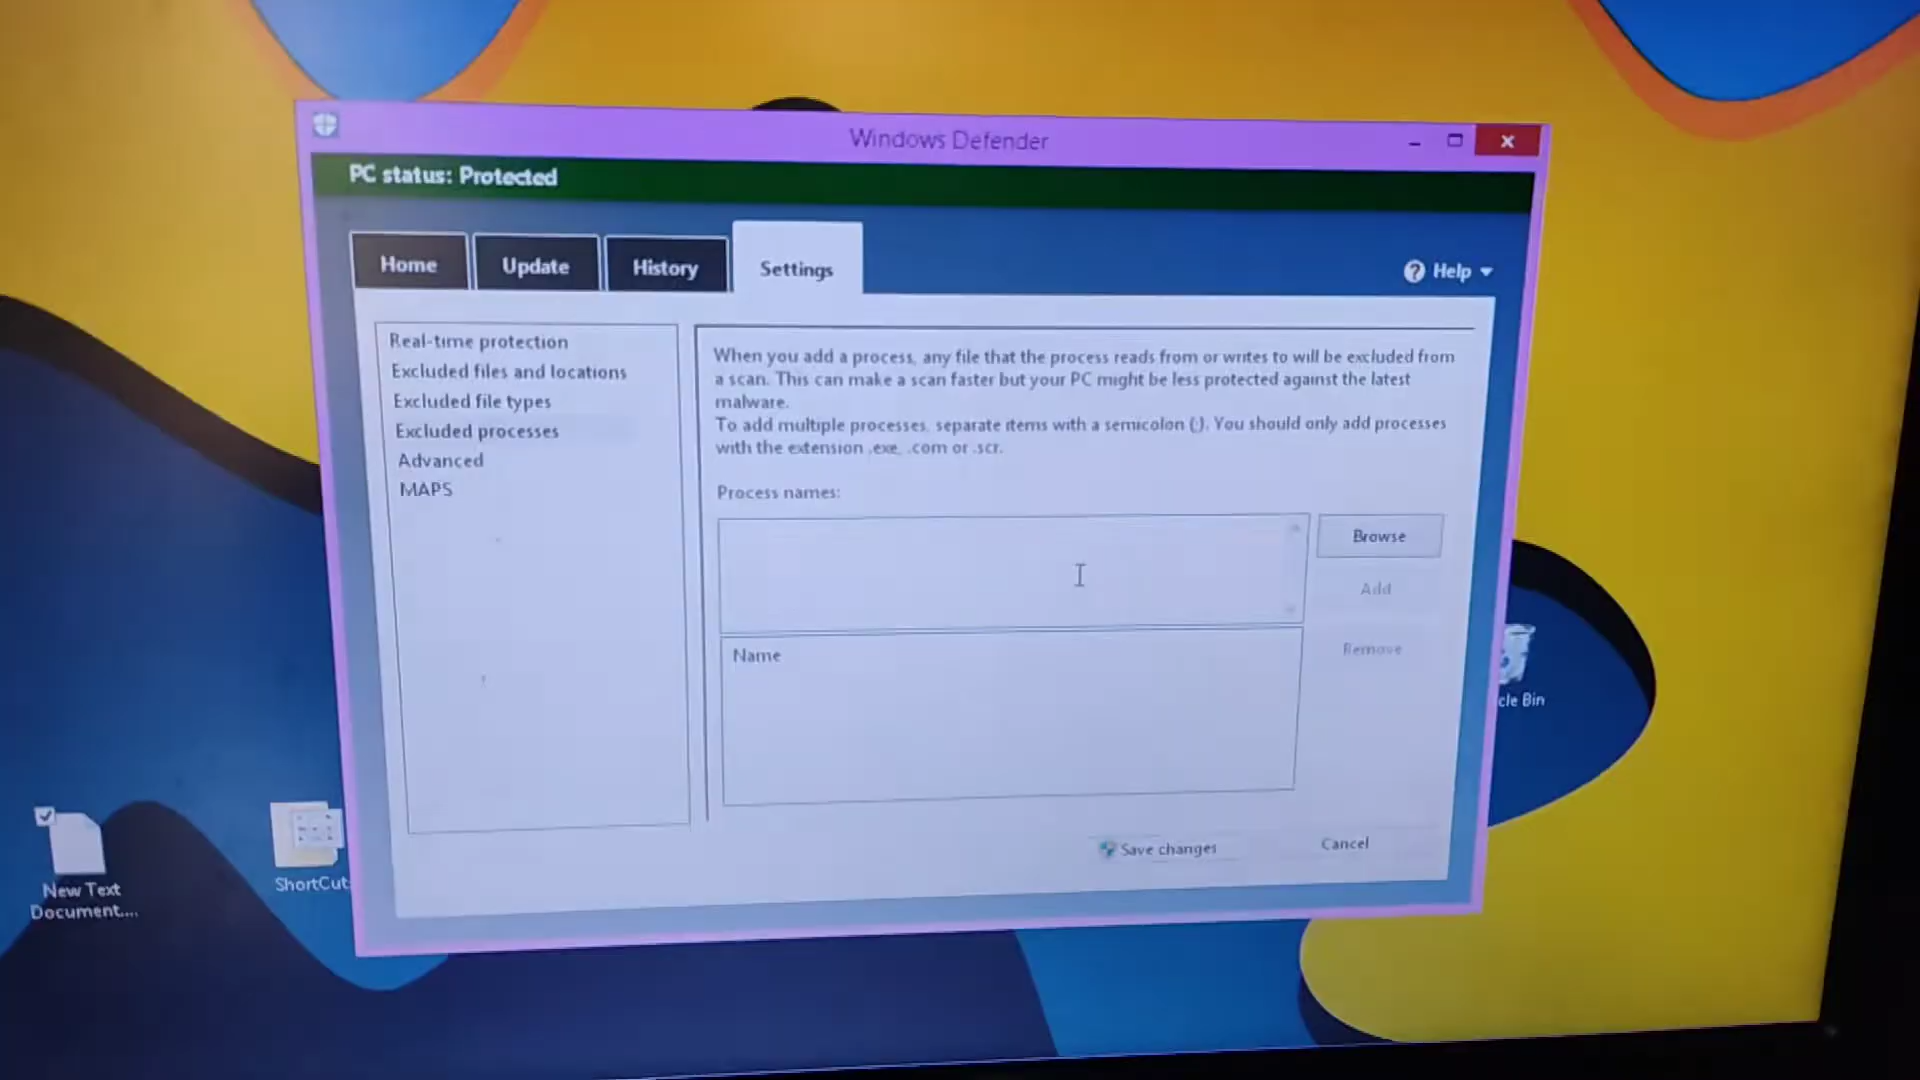 Windows Defender
PC status: Protected
Home
Update
History
Settings
Help
Real-time protection
Excluded files and locations
Excluded file types
Excluded processes
Advanced
MAPS
When you add a process, any file that the process reads from or writes to will be excluded from
a scan. This can make a scan faster but your PC might be less protected against the latest
malware.
To add multiple processes, separate items with a semicolon (;). You should only add processes
with the extension .exe, .com or .scr.
Process names:
Browse
Add
Name
Remove
Save changes
Cancel
cle Bin
New Text
Document....
ShortCut